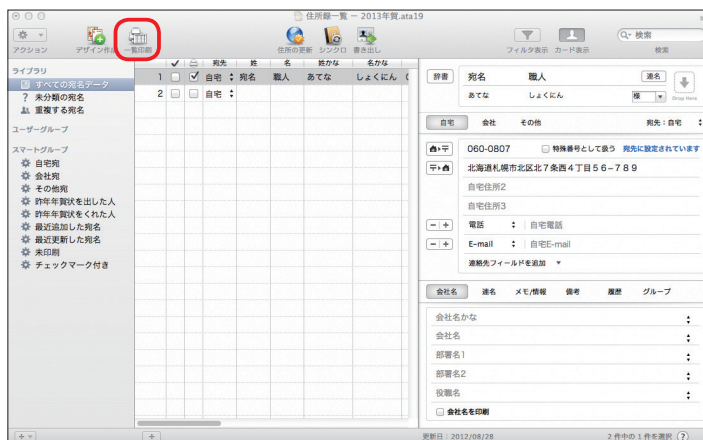 住所録一覧 ー 2013年賀.ata19
アクション
デザイン作成
一覧印刷
住所の更新
シンクロ
書き出し
フィルタ表示
カード表示
検索
検索
ライブラリ
すべての宛名データ
? 未分類の宛名
重複する宛名
ユーザーグループ
スマートグループ
自宅宛
会社宛
その他宛
昨年年賀状を出した人
昨年年賀状をくれた人
最近追加した宛名
最近更新した宛名
未印刷
チェックマーク付き
宛先 姓 名 姓かな 名かな
1 自宅 宛名 職人 あてな しょくにん
2 自宅
辞書 宛名 職人 連名
あてな しょくにん 様 Drop Here
自宅 会社 その他 宛先：自宅
060-0807 特殊番号として扱う 宛先に設定されています
北海道札幌市北区北７条西４丁目５６−７８９
自宅住所2
自宅住所3
電話 自宅電話
E-mail 自宅E-mail
連絡先フィールドを追加
会社名 連名 メモ/情報 備考 履歴 グループ
会社名かな
会社名
部署名1
部署名2
役職名
会社名を印刷
更新日：2012/08/28 2 件中の 1 件を選択 ?